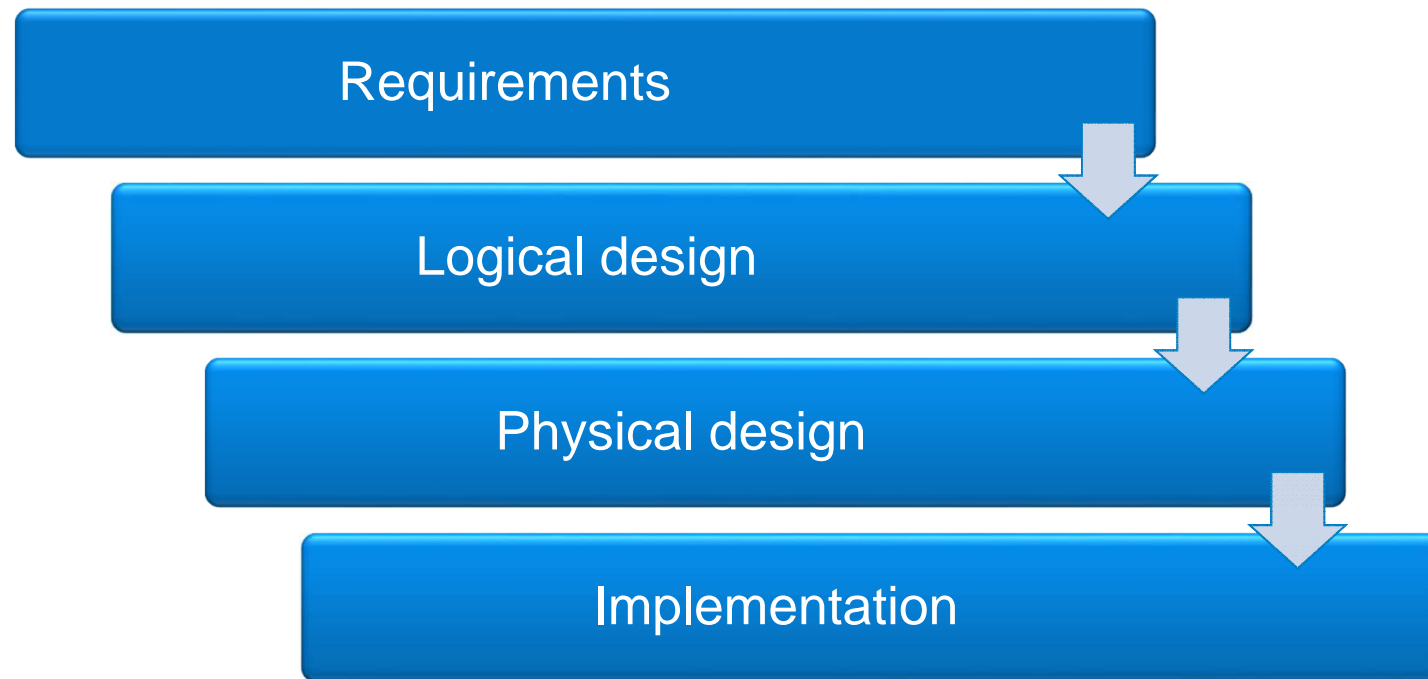 Requirements
Logical design
Physical design
Implementation